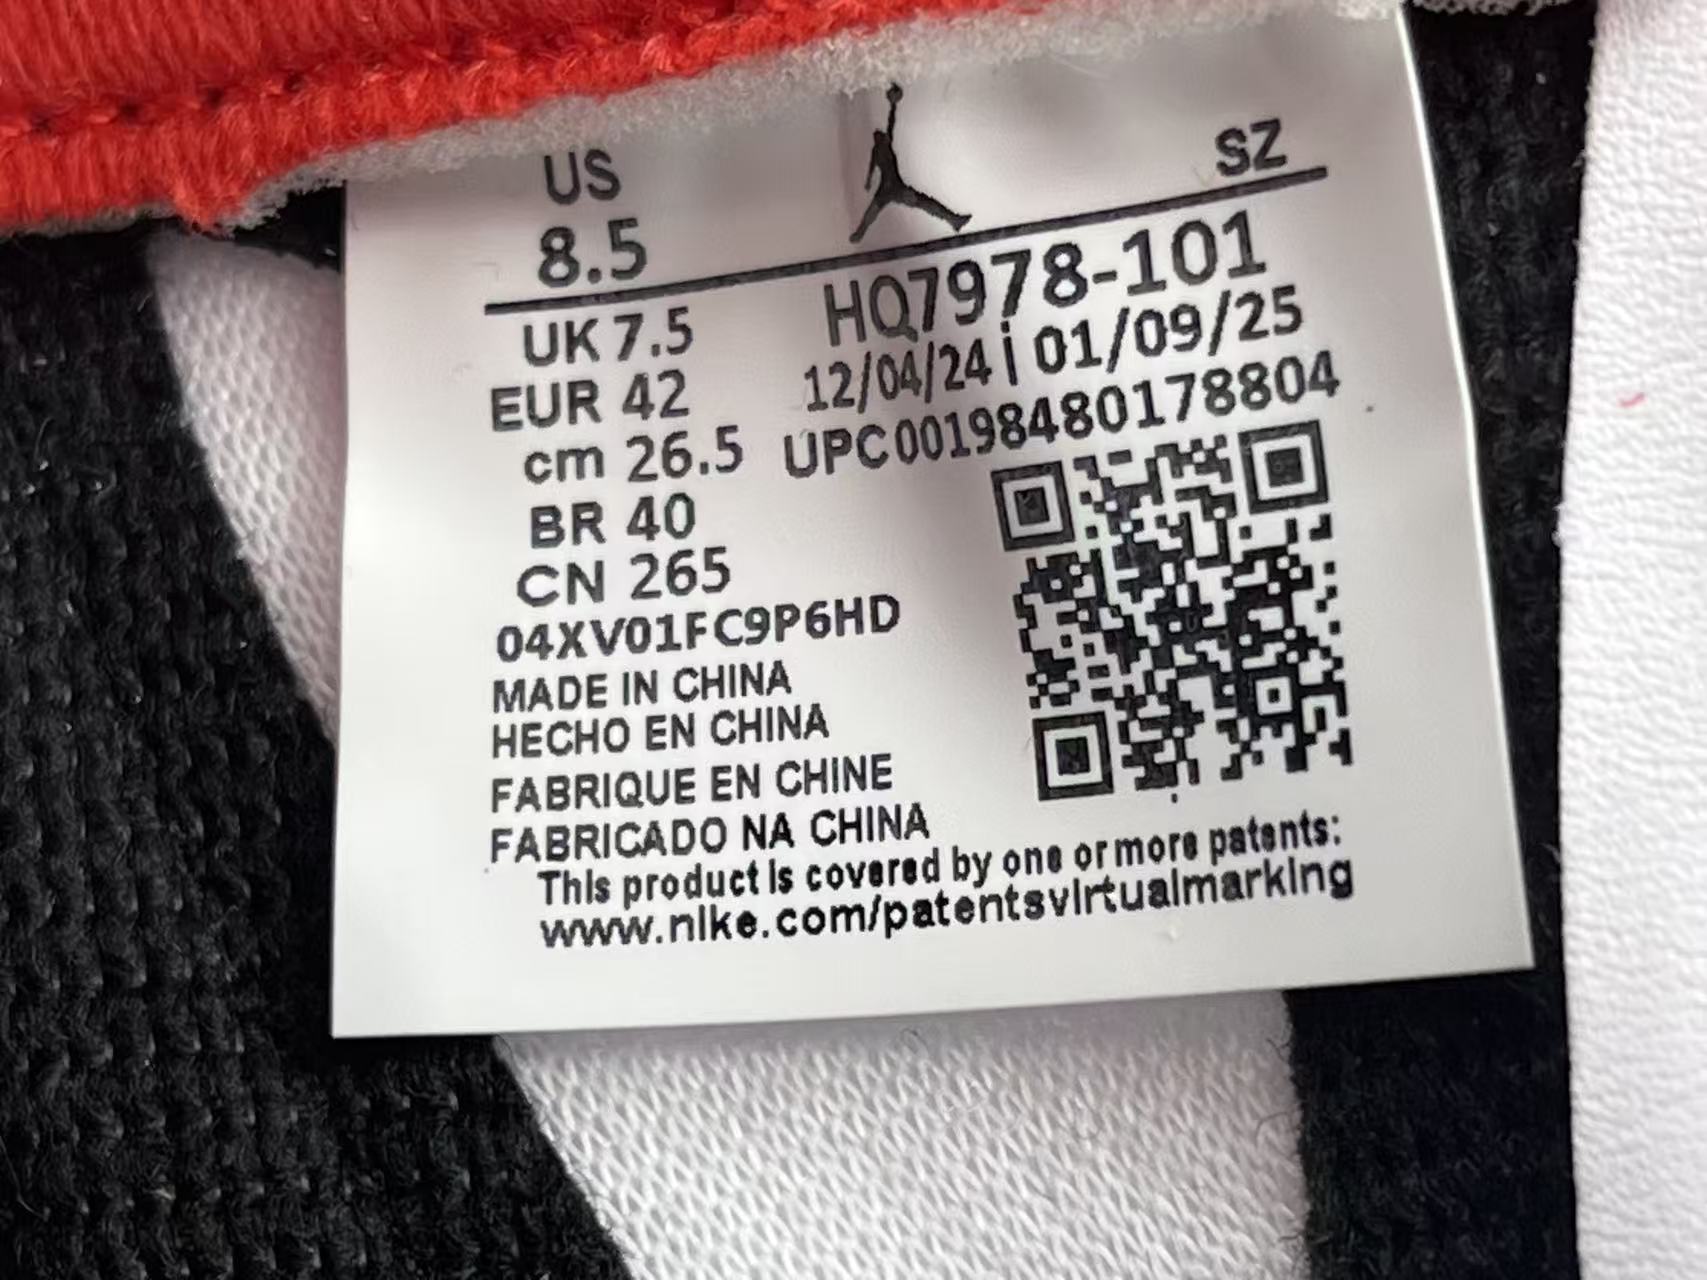 US
SZ
8.5
HQ7978-101
UK 7.5
12/04/24 | 01/09/25
EUR 42
UPC00198480178804
cm 26.5
BR 40
CN 265
04XV01FC9P6HD
MADE IN CHINA
HECHO EN CHINA
FABRIQUE EN CHINE
FABRICADO NA CHINA
This product is covered by one or more patents:
www.nike.com/patentsvirtualmarking